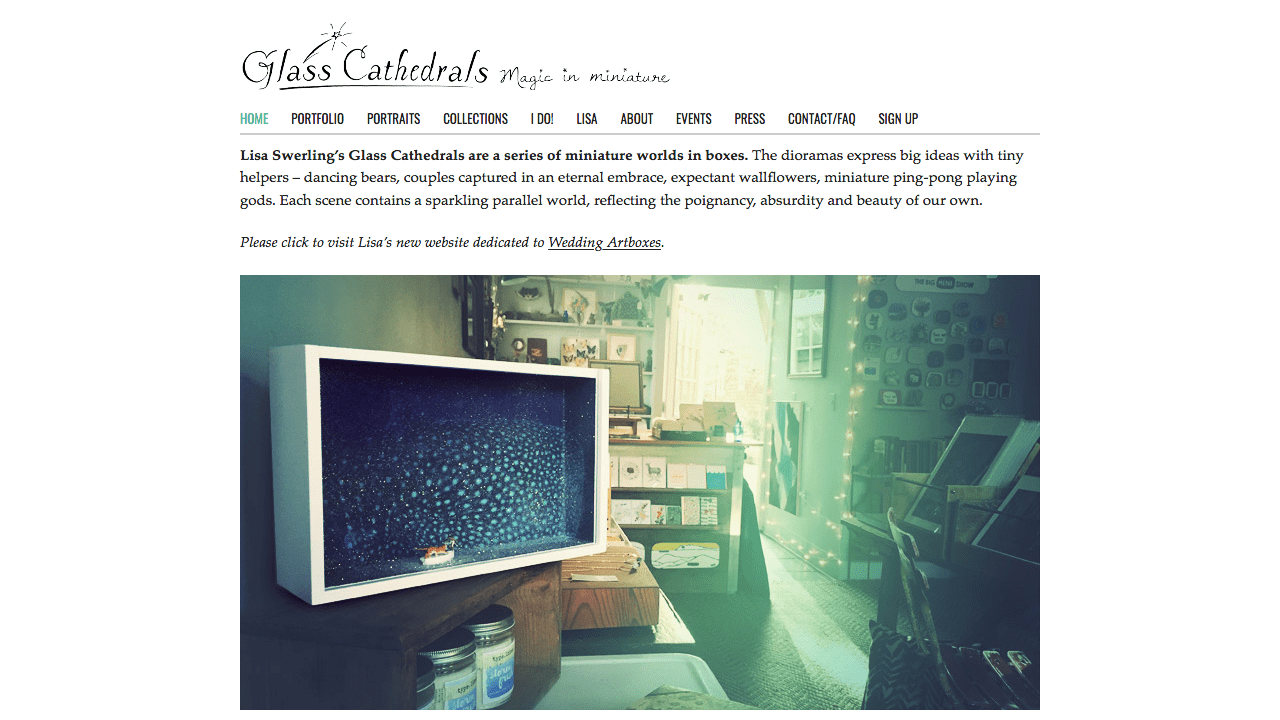 Glass Cathedrals Magic in miniature
HOME PORTFOLIO PORTRAITS COLLECTIONS I DO! LISA ABOUT EVENTS PRESS CONTACT/FAQ SIGN UP
Lisa Swerling’s Glass Cathedrals are a series of miniature worlds in boxes. The dioramas express big ideas with tiny
helpers – dancing bears, couples captured in an eternal embrace, expectant wallflowers, miniature ping-pong playing
gods. Each scene contains a sparkling parallel world, reflecting the poignancy, absurdity and beauty of our own.
Please click to visit Lisa’s new website dedicated to Wedding Artboxes.
THE BIG MINI SHOW